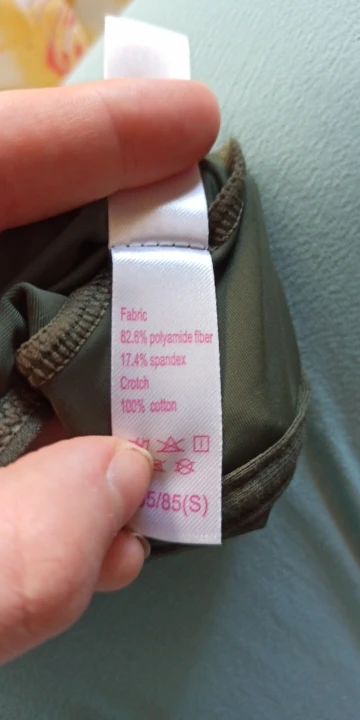 Fabric
82.6% polyamide fiber
17.4% spandex
Crotch
100% cotton
5/85(S)